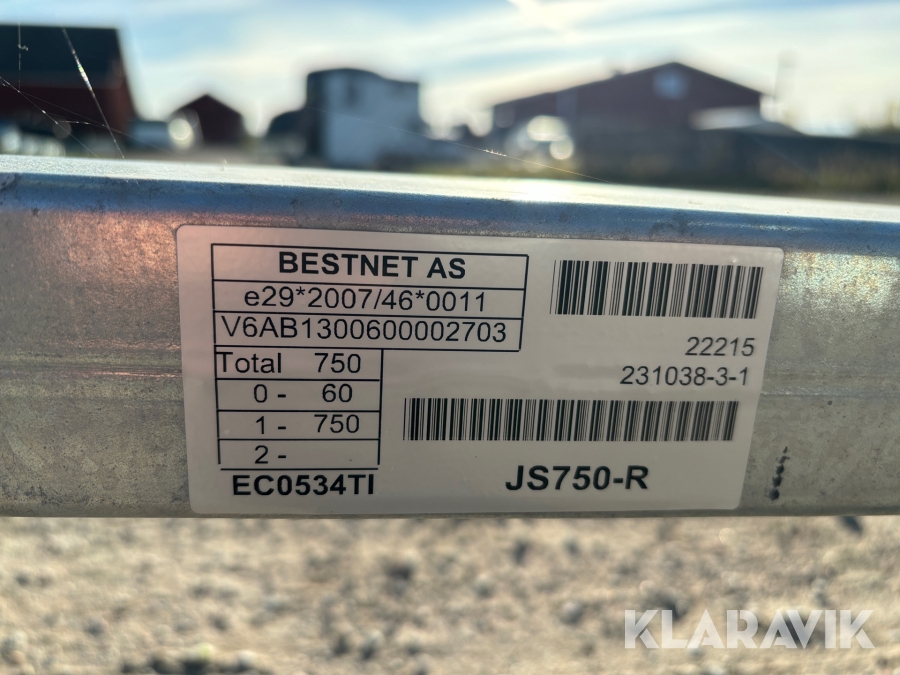 BESTNET AS
e29*2007/46*0011
V6AB1300600002703
Total 750
0 - 60
1 - 750
2 -
EC0534TI
22215
231038-3-1
JS750-R
KLARAVIK